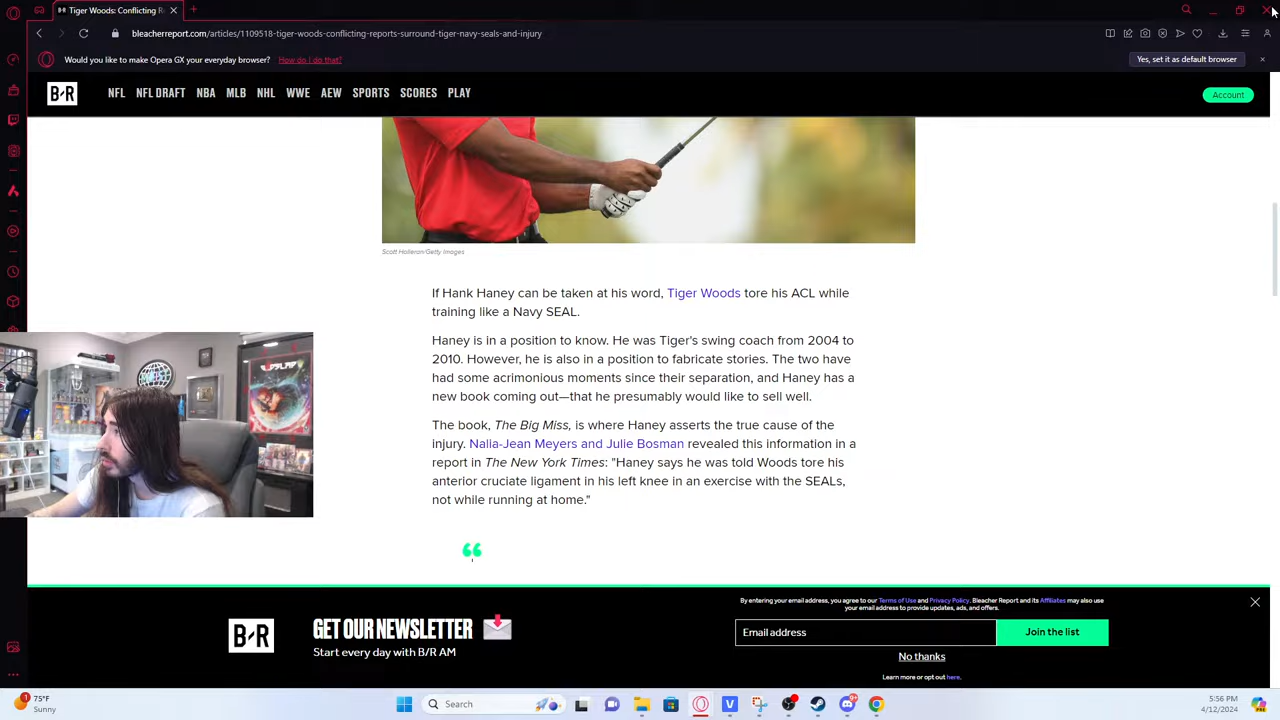 Tiger Woods: Conflicting Re
bleacherreport.com/articles/1109518-tiger-woods-conflicting-reports-surround-tiger-navy-seals-and-injury
Would you like to make Opera GX your everyday browser? How do I do that?
Yes, set it as default browser
B/R NFL NFL DRAFT NBA MLB NHL WWE AEW SPORTS SCORES PLAY
Account
Scott Halleran/Getty Images
If Hank Haney can be taken at his word, Tiger Woods tore his ACL while
training like a Navy SEAL.
Haney is in a position to know. He was Tiger's swing coach from 2004 to
2010. However, he is also in a position to fabricate stories. The two have
had some acrimonious moments since their separation, and Haney has a
new book coming out—that he presumably would like to sell well.
The book, The Big Miss, is where Haney asserts the true cause of the
injury. Nalia-Jean Meyers and Julie Bosman revealed this information in a
report in The New York Times: "Haney says he was told Woods tore his
anterior cruciate ligament in his left knee in an exercise with the SEALs,
not while running at home."
“
B/R
GET OUR NEWSLETTER
Start every day with B/R AM
By entering your email address, you agree to our Terms of Use and Privacy Policy. Bleacher Report and its Affiliates may also use
your email address to provide updates, ads, and offers.
Email address
Join the list
No thanks
Learn more or opt out here.
1
75°F
Sunny
Search
9+
5:56 PM
4/12/2024